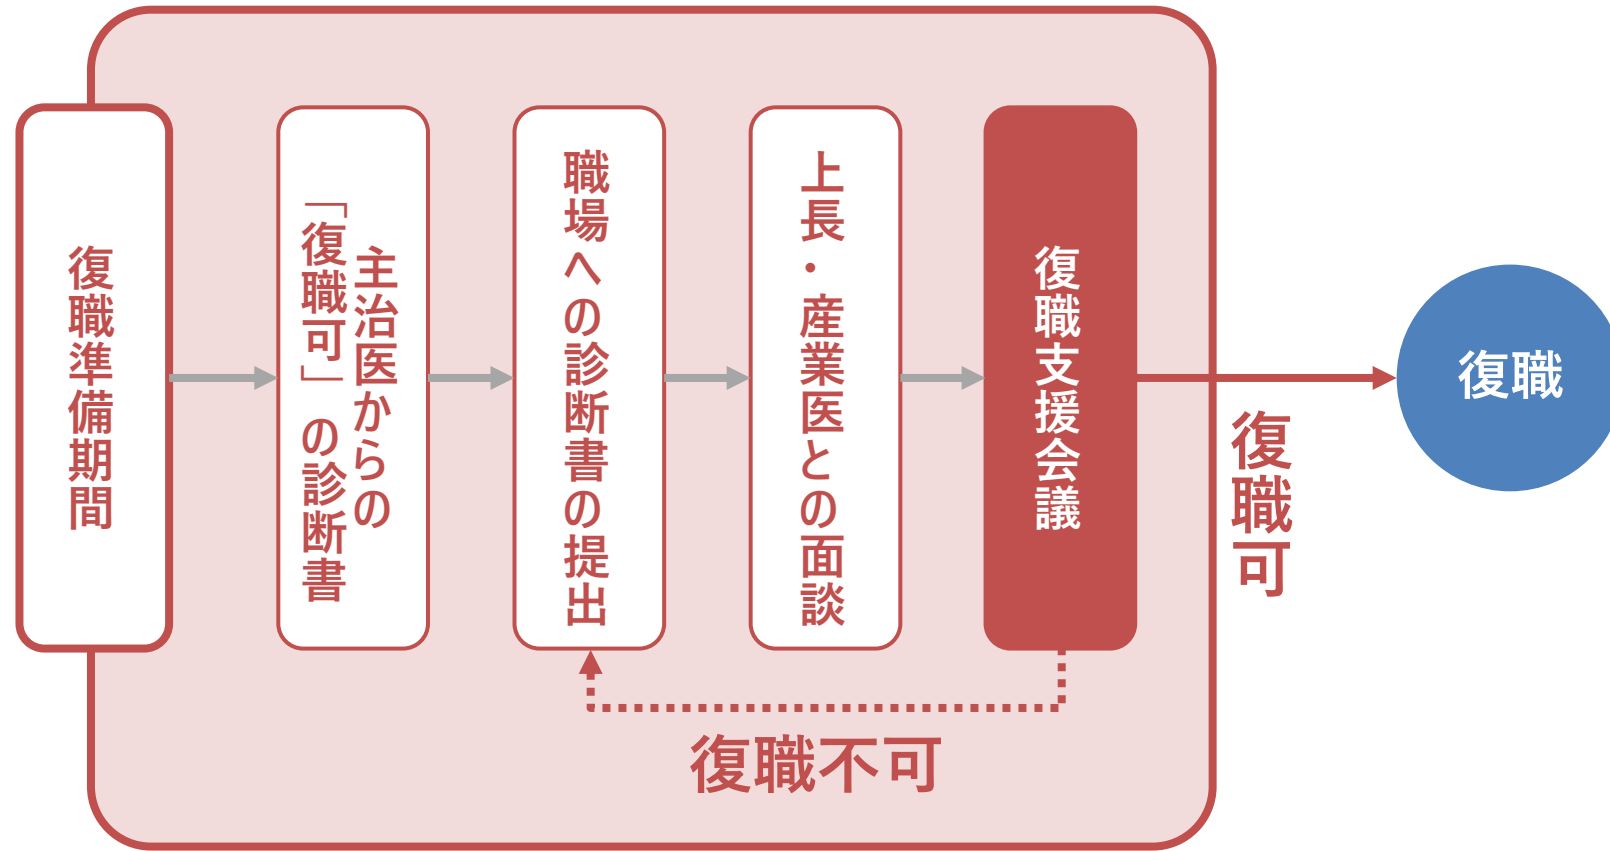 復職準備期間
主治医からの
「復職可」の診断書
職場への診断書の提出
上長・産業医との面談
復職支援会議
復職可
復職
復職不可